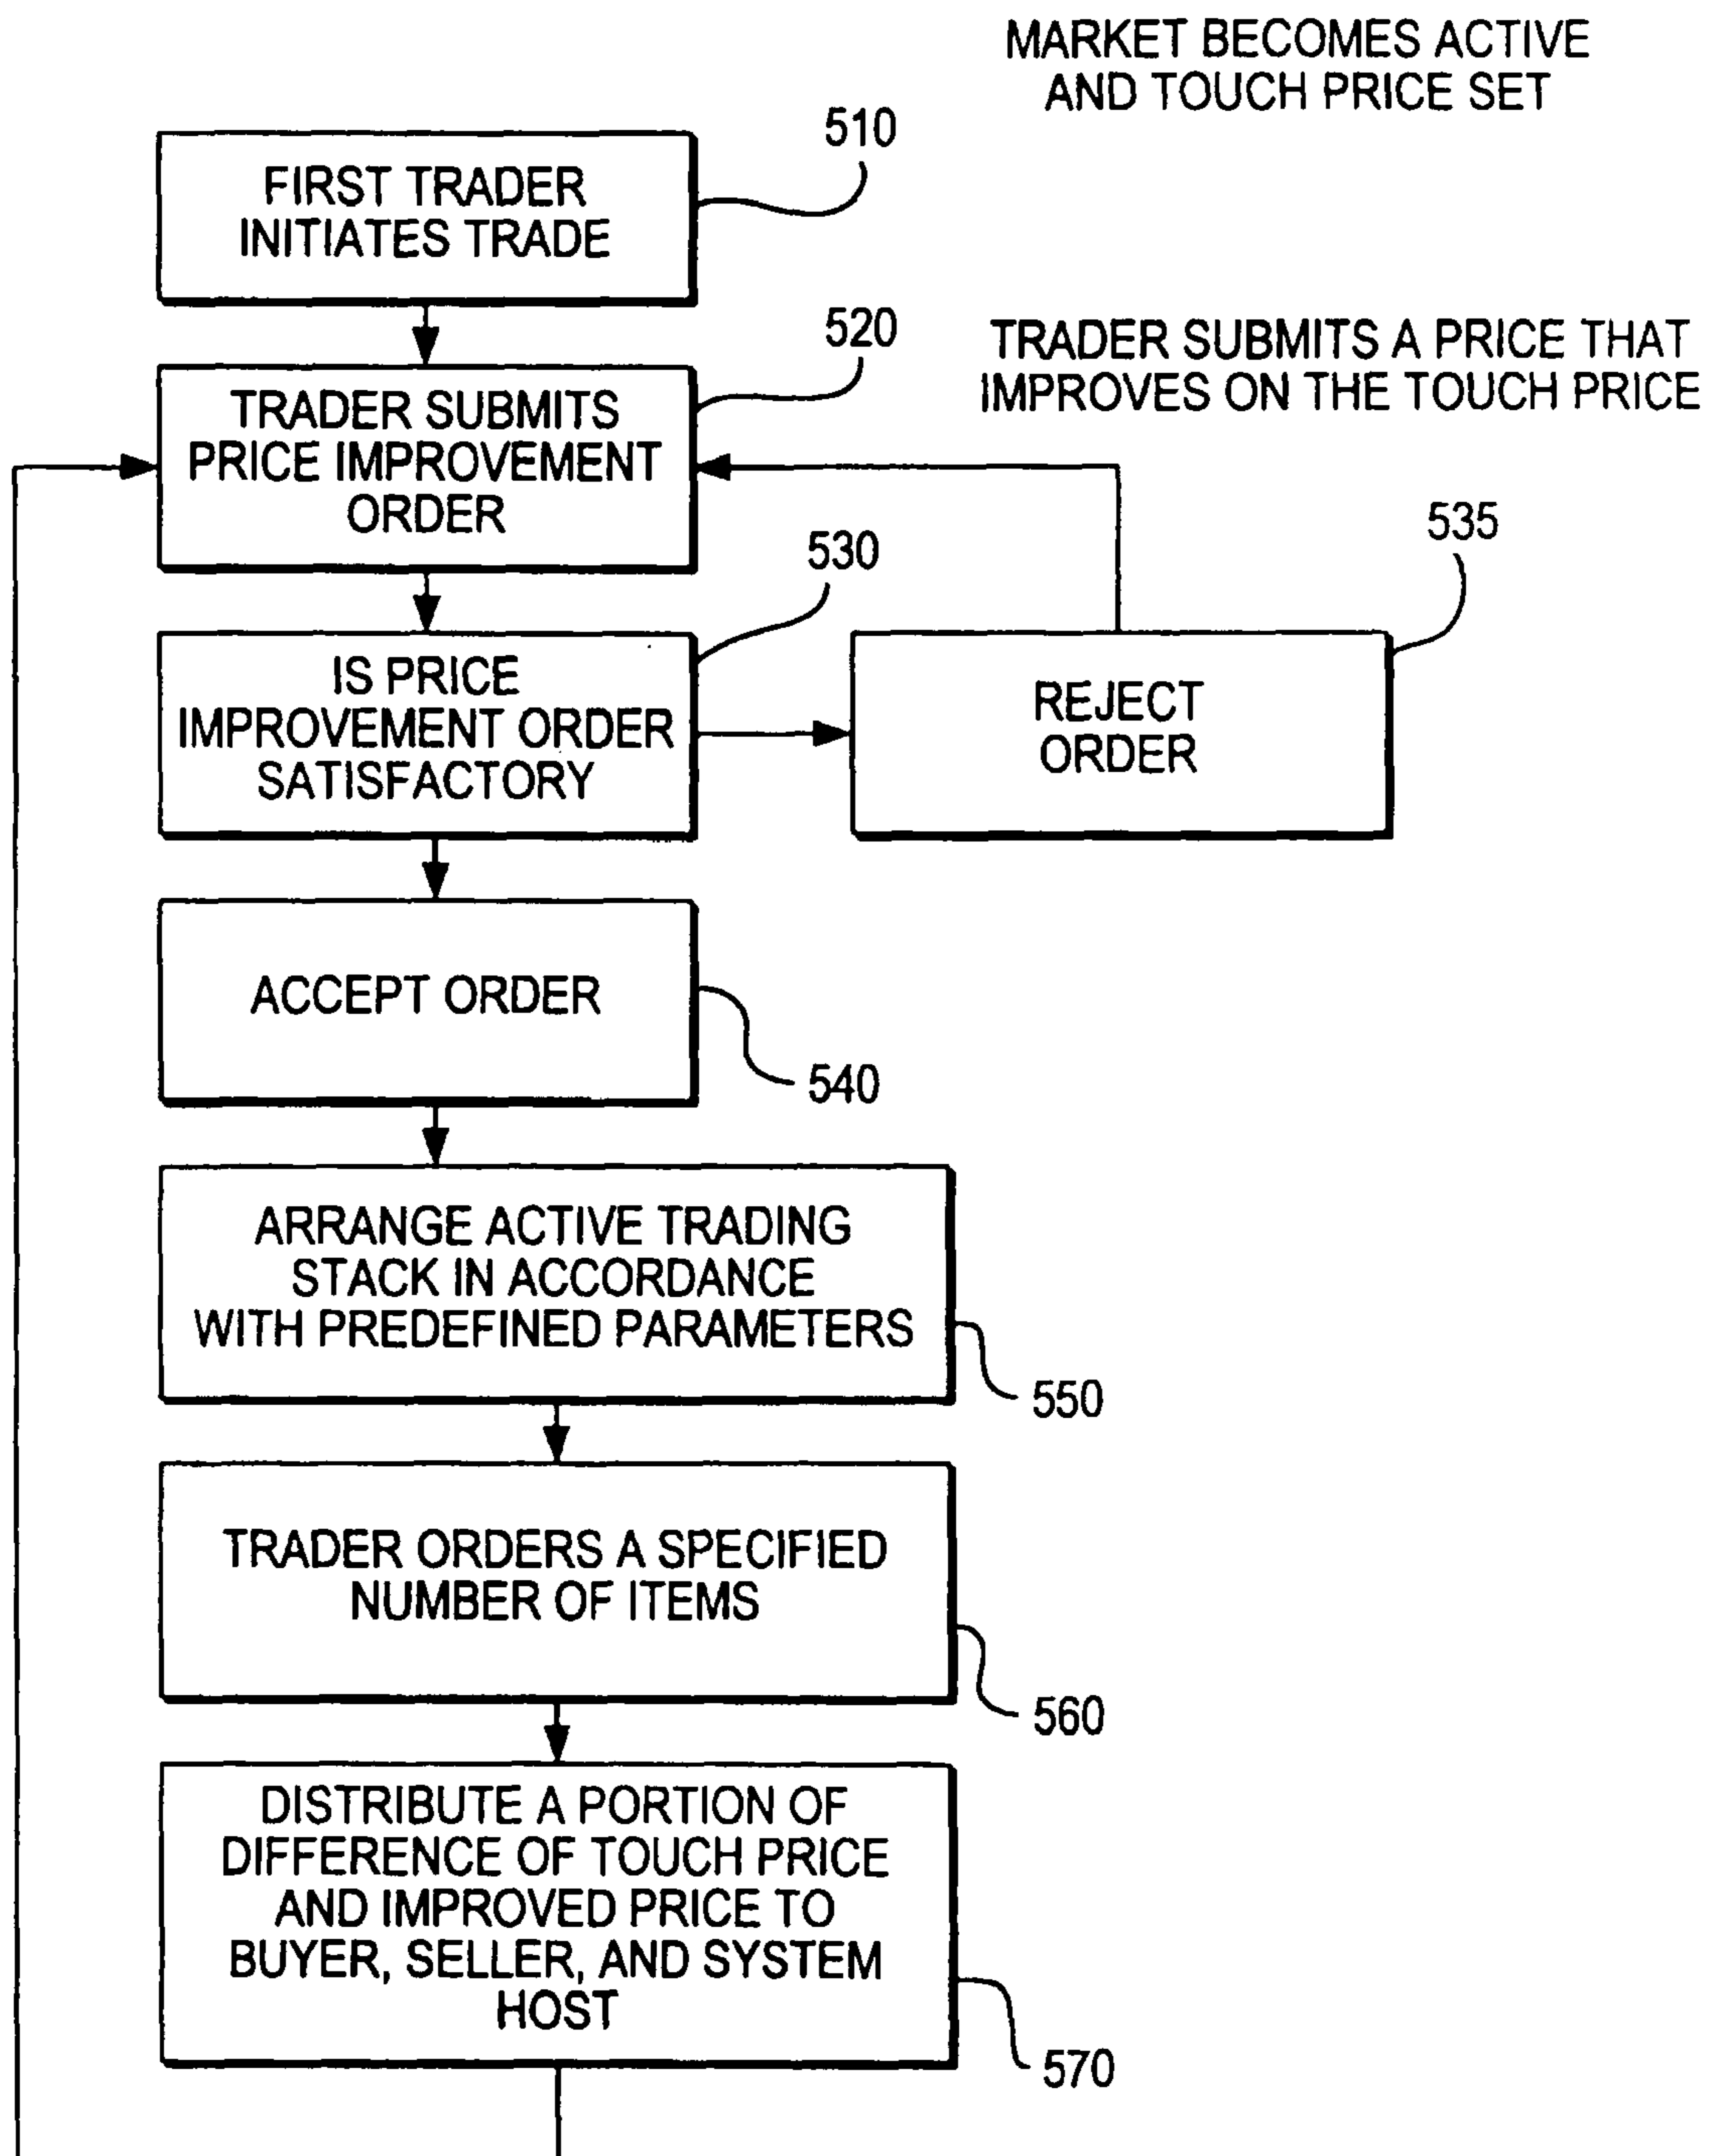 MARKET BECOMES ACTIVE
AND TOUCH PRICE SET
510
FIRST TRADER
INITIATES TRADE
520
TRADER SUBMITS A PRICE THAT
IMPROVES ON THE TOUCH PRICE
TRADER SUBMITS
PRICE IMPROVEMENT
ORDER
530
535
IS PRICE
IMPROVEMENT ORDER
SATISFACTORY
REJECT
ORDER
ACCEPT ORDER
540
ARRANGE ACTIVE TRADING
STACK IN ACCORDANCE
WITH PREDEFINED PARAMETERS
550
TRADER ORDERS A SPECIFIED
NUMBER OF ITEMS
560
DISTRIBUTE A PORTION OF
DIFFERENCE OF TOUCH PRICE
AND IMPROVED PRICE TO
BUYER, SELLER, AND SYSTEM
HOST
570